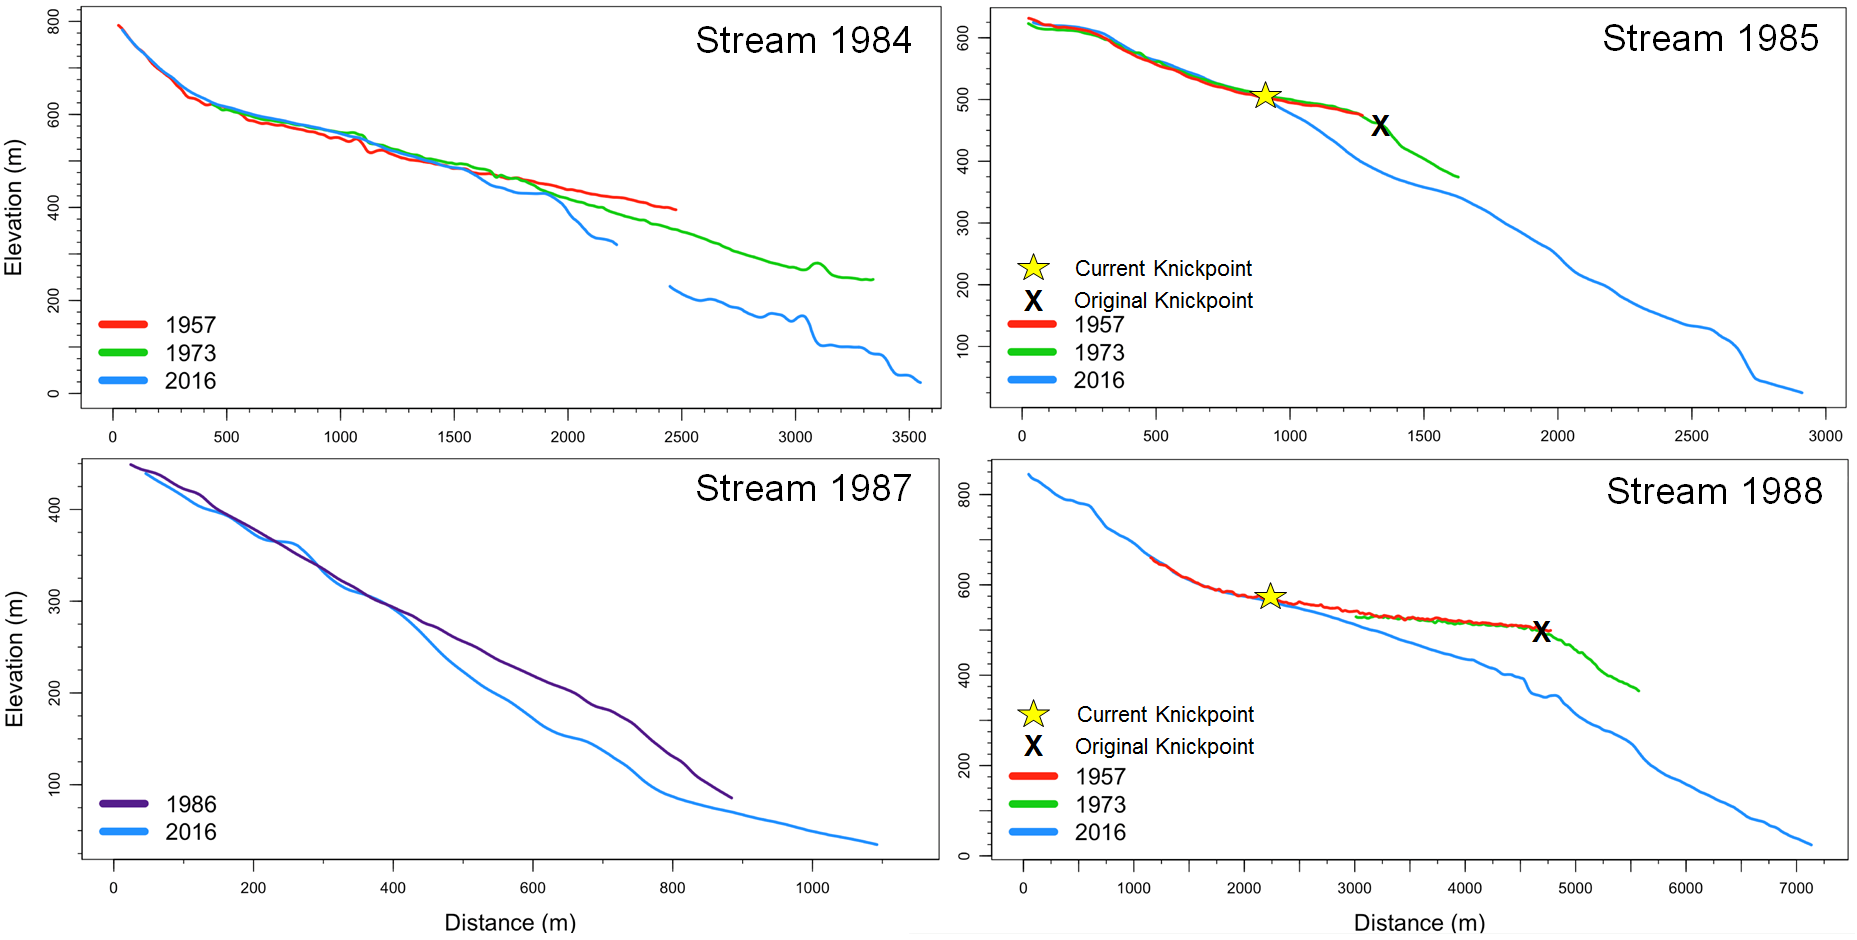 Stream 1984
Elevation (m)
800
600
400
200
0
1957
1973
2016
0 500 1000 1500 2000 2500 3000 3500
Stream 1985
600
500
400
300
200
100
Current Knickpoint
X Original Knickpoint
1957
1973
2016
X
0 500 1000 1500 2000 2500 3000
Stream 1987
Elevation (m)
400
300
200
100
1986
2016
0 200 400 600 800 1000
Distance (m)
Stream 1988
800
600
400
200
0
X
Current Knickpoint
X Original Knickpoint
1957
1973
2016
0 1000 2000 3000 4000 5000 6000 7000
Distance (m)